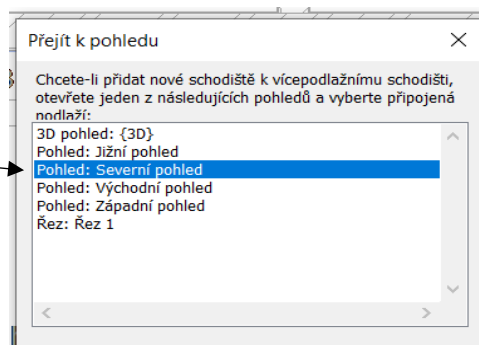 Přejít k pohledu
Chcete-li přidat nové schodiště k vícepodlažnímu schodišti,
otevřete jeden z následujících pohledů a vyberte připojená
podlaží:
3D pohled: {3D}
Pohled: Jižní pohled
Pohled: Severní pohled
Pohled: Východní pohled
Pohled: Západní pohled
Řez: Řez 1